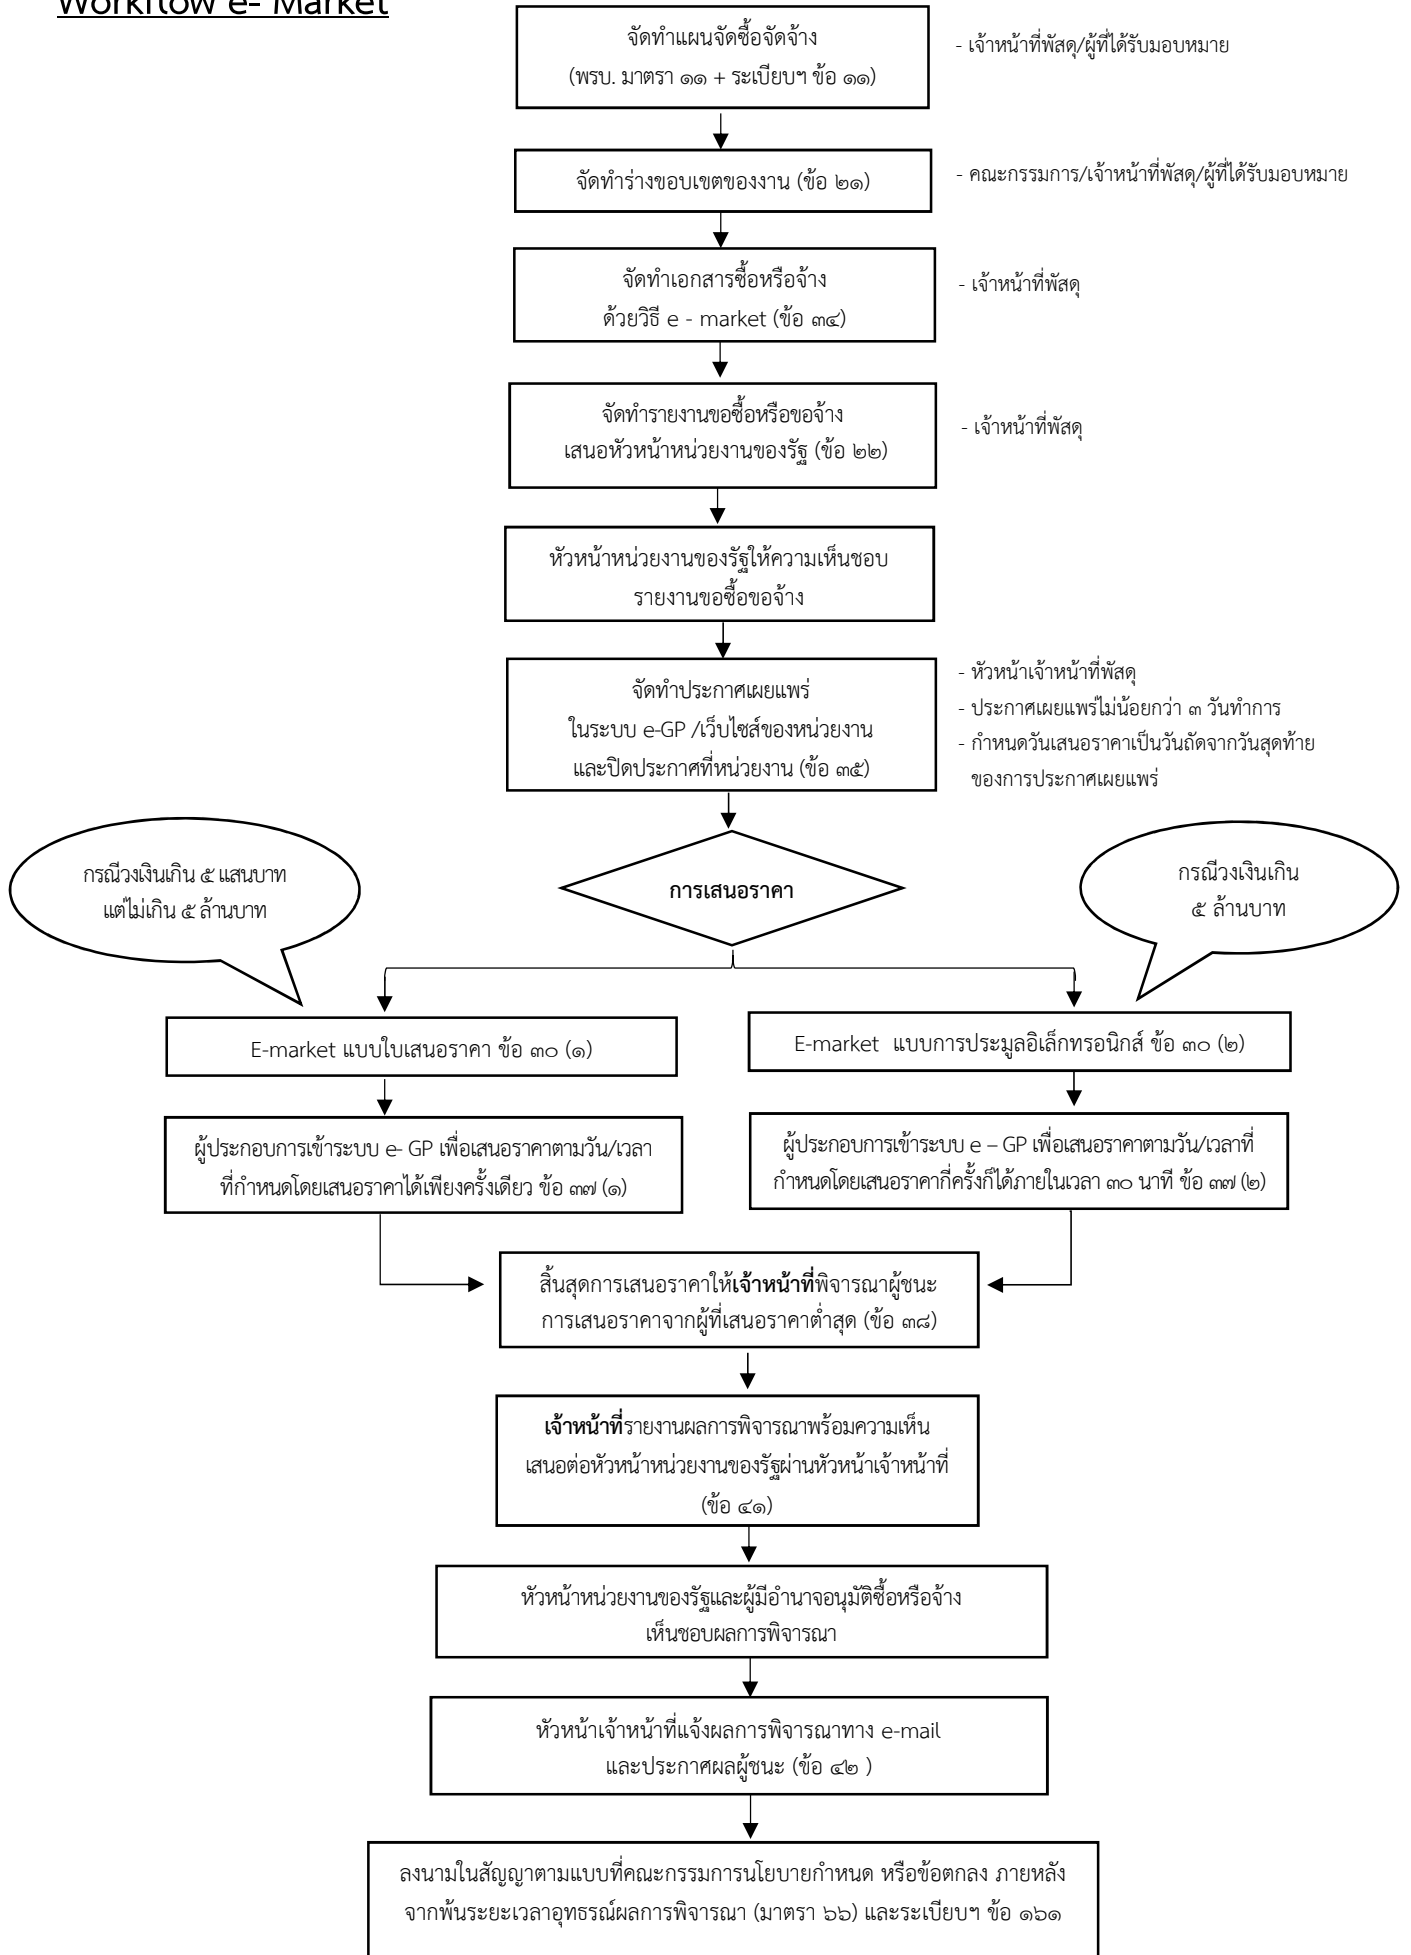 Workflow e- Market
จัดทำแผนจัดซื้อจัดจ้าง
(พรบ. มาตรา ๑๑ + ระเบียบฯ ข้อ ๑๑)
- เจ้าหน้าที่พัสดุ/ผู้ที่ได้รับมอบหมาย
จัดทำร่างขอบเขตของงาน (ข้อ ๒๑)
- คณะกรรมการ/เจ้าหน้าที่พัสดุ/ผู้ที่ได้รับมอบหมาย
จัดทำเอกสารซื้อหรือจ้าง
ด้วยวิธี e - market (ข้อ ๓๔)
- เจ้าหน้าที่พัสดุ
จัดทำรายงานขอซื้อหรือขอจ้าง
เสนอหัวหน้าหน่วยงานของรัฐ (ข้อ ๒๒)
- เจ้าหน้าที่พัสดุ
หัวหน้าหน่วยงานของรัฐให้ความเห็นชอบ
รายงานขอซื้อขอจ้าง
จัดทำประกาศเผยแพร่
ในระบบ e-GP /เว็บไซส์ของหน่วยงาน
และปิดประกาศที่หน่วยงาน (ข้อ ๓๕)
- หัวหน้าเจ้าหน้าที่พัสดุ
- ประกาศเผยแพร่ไม่น้อยกว่า ๓ วันทำการ
- กำหนดวันเสนอราคาเป็นวันถัดจากวันสุดท้าย
ของการประกาศเผยแพร่
กรณีวงเงินเกิน ๕ แสนบาท
แต่ไม่เกิน ๕ ล้านบาท
การเสนอราคา
กรณีวงเงินเกิน
๕ ล้านบาท
E-market แบบใบเสนอราคา ข้อ ๓๐ (๑)
E-market แบบการประมูลอิเล็กทรอนิกส์ ข้อ ๓๐ (๒)
ผู้ประกอบการเข้าระบบ e- GP เพื่อเสนอราคาตามวัน/เวลา
ที่กำหนดโดยเสนอราคาได้เพียงครั้งเดียว ข้อ ๓๗ (๑)
ผู้ประกอบการเข้าระบบ e – GP เพื่อเสนอราคาตามวัน/เวลาที่
กำหนดโดยเสนอราคากี่ครั้งก็ได้ภายในเวลา ๓๐ นาที ข้อ ๓๗ (๒)
สิ้นสุดการเสนอราคาให้เจ้าหน้าที่พิจารณาผู้ชนะ
การเสนอราคาจากผู้ที่เสนอราคาต่ำสุด (ข้อ ๓๘)
เจ้าหน้าที่รายงานผลการพิจารณาพร้อมความเห็น
เสนอต่อหัวหน้าหน่วยงานของรัฐผ่านหัวหน้าเจ้าหน้าที่
(ข้อ ๔๑)
หัวหน้าหน่วยงานของรัฐและผู้มีอำนาจอนุมัติซื้อหรือจ้าง
เห็นชอบผลการพิจารณา
หัวหน้าเจ้าหน้าที่แจ้งผลการพิจารณาทาง e-mail
และประกาศผลผู้ชนะ (ข้อ ๔๒ )
ลงนามในสัญญาตามแบบที่คณะกรรมการนโยบายกำหนด หรือข้อตกลง ภายหลัง
จากพ้นระยะเวลาอุทธรณ์ผลการพิจารณา (มาตรา ๖๖) และระเบียบฯ ข้อ ๑๖๑